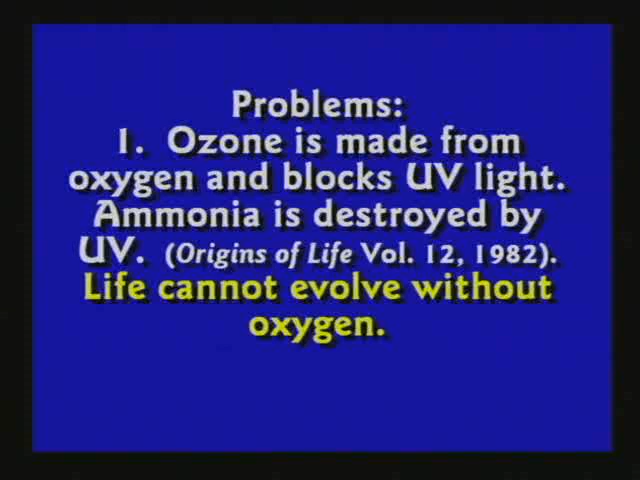 Problems:
1. Ozone is made from
oxygen and blocks UV light.
Ammonia is destroyed by
UV. (Origins of Life Vol. 12, 1982).
Life cannot evolve without
oxygen.